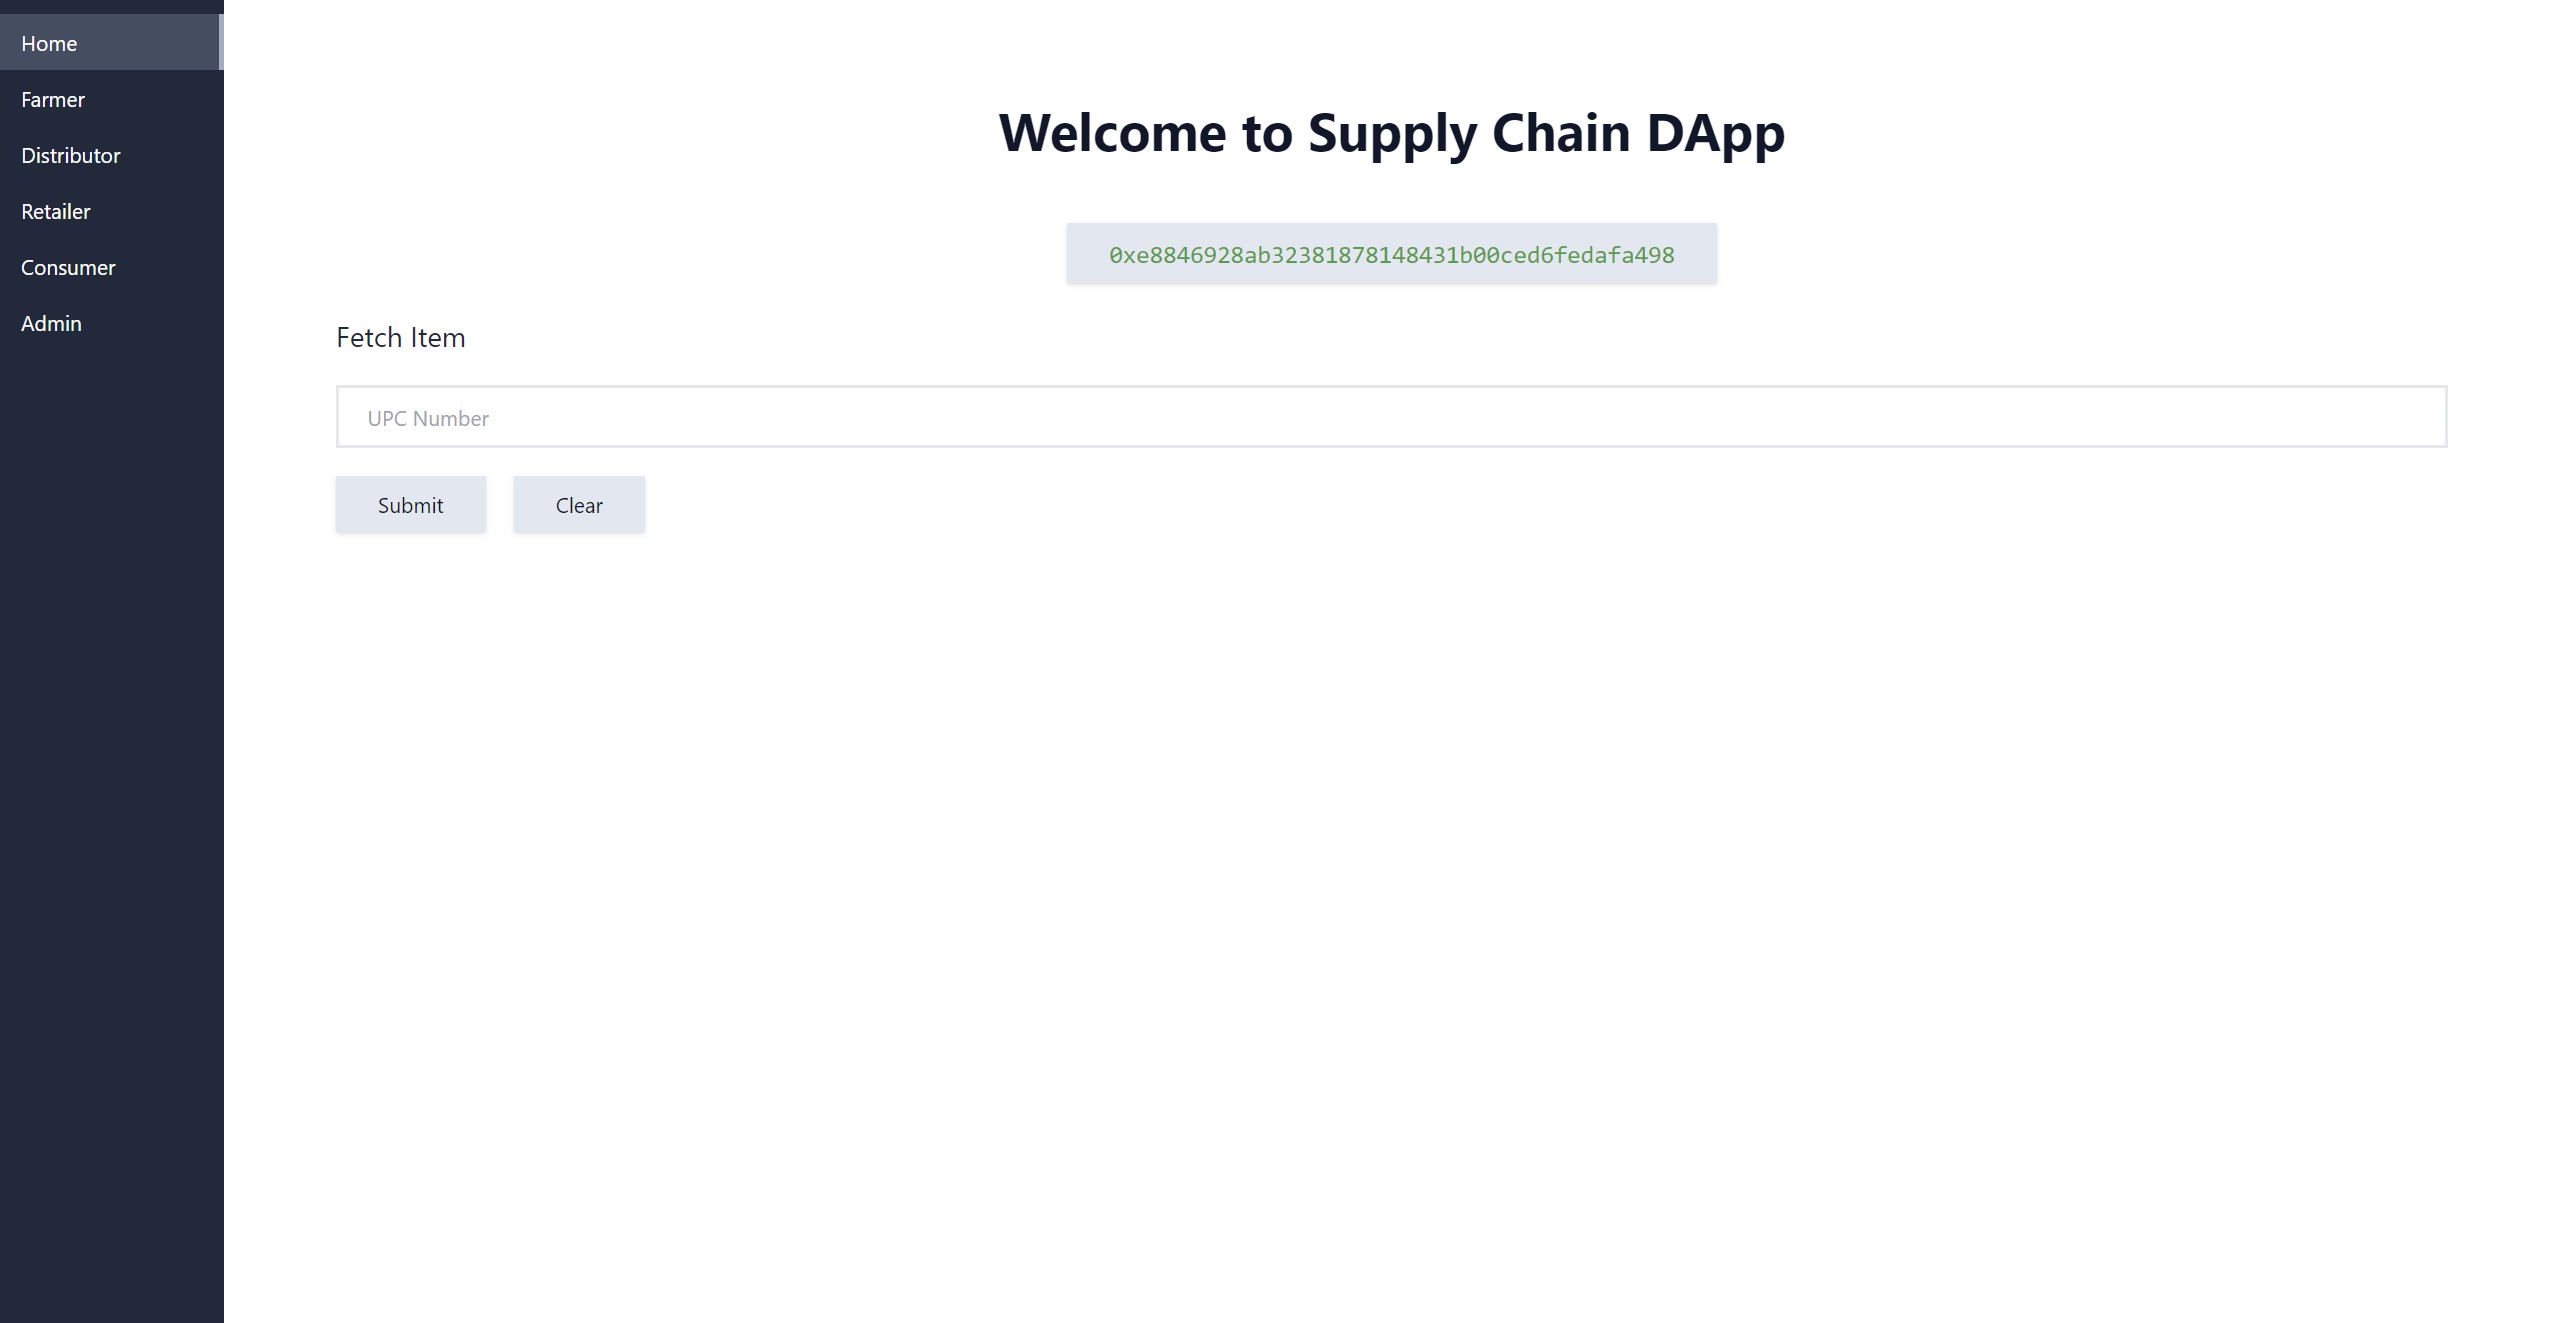 Home
Farmer
Distributor
Retailer
Consumer
Admin
Welcome to Supply Chain DApp
0xe8846928ab32381878148431b00ced6fedafa498
Fetch Item
UPC Number
Submit
Clear